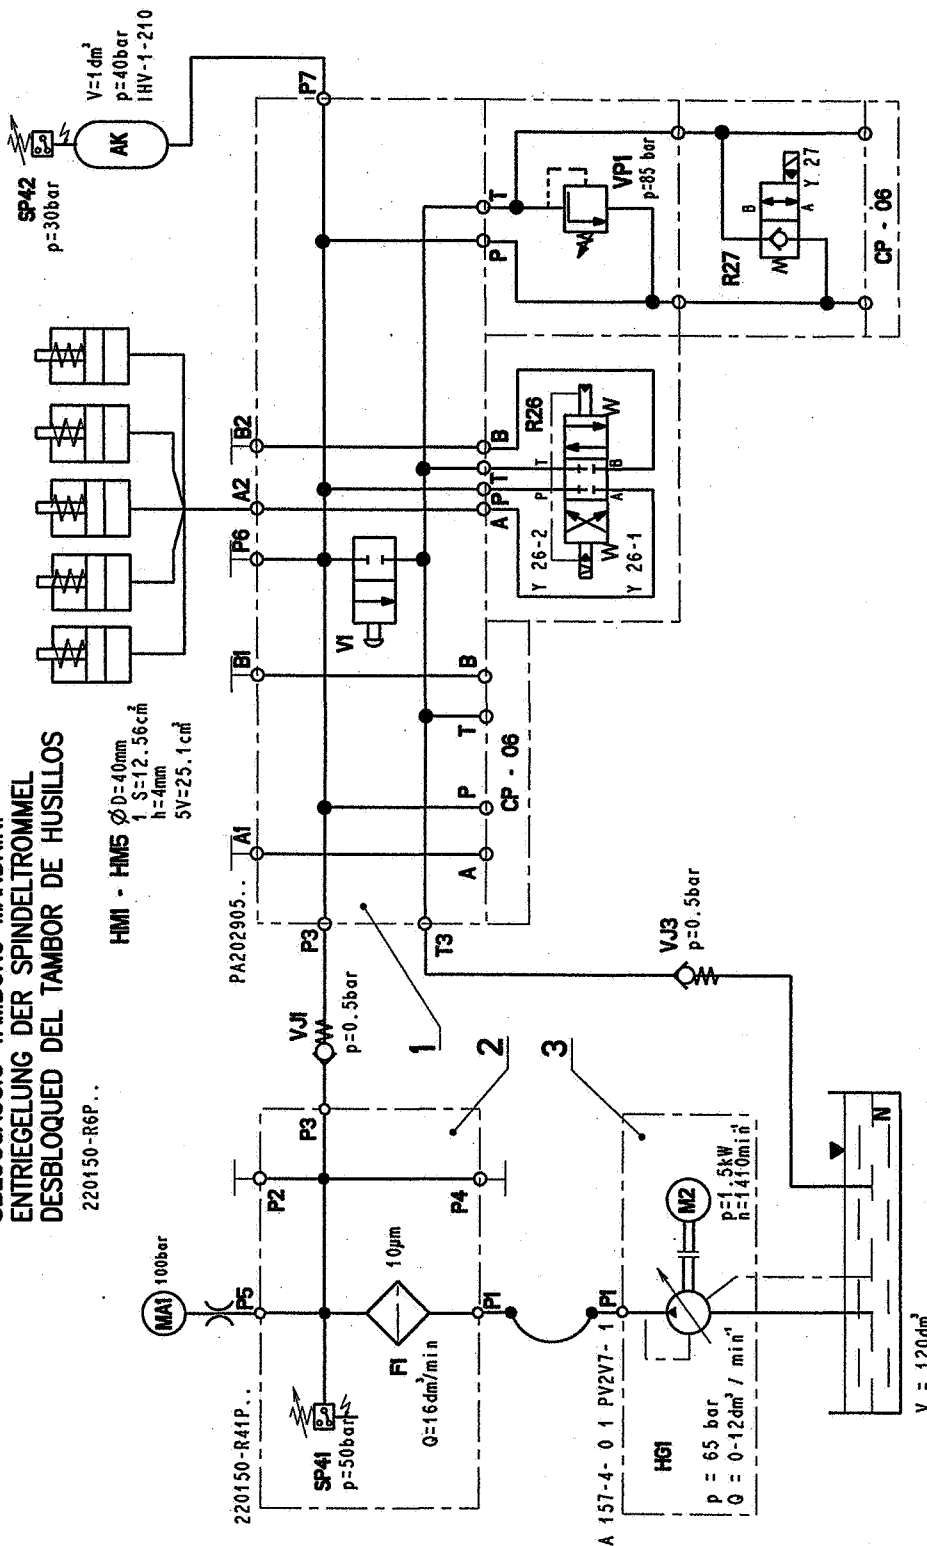 ENTRIEGELUNG DER SPINDELTROMMEL
DESBLOQUED DEL TAMBOR DE HUSILLOS
220150-R6P..
HM1 - HM5 ∅D=40mm
1 S=12.56cm²
h=4mm
5V=25.1cm³
SP42
p=30bar
AK
V=1dm³
p=40bar
IHV-1-210
MA1
100bar
220150-R41P..
P5
P2
P3
SP41
p=50bar
F1
10µm
Q=16dm³/min
P4
P1
VJ1
p=0.5bar
PA202905..
P3
T3
A1
B1
P6
A2
B2
P7
V1
A
P
T
B
CP - 06
A
P
T
B
P
T
Y 26-2
Y 26-1
R26
P
T
A
B
W
W
VP1
p=85 bar
R27
B
A
Y 27
CP - 06
1
2
3
VJ3
p=0.5bar
A 157-4- 0 1 PV2V7- 1
P1
HG1
M2
p=1.5kW
n=1410min⁻¹
p = 65 bar
Q = 0-12dm³ / min⁻¹
N
V = 120dm³